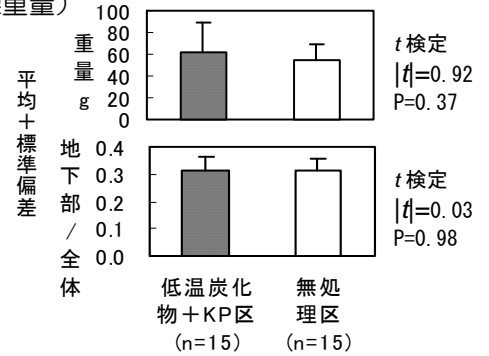 重量）
平均＋標準偏差
重量 g
100
80
60
40
20
0
t 検定
|t|=0.92
P=0.37
地下部/全体
0.4
0.3
0.2
0.1
0.0
t 検定
|t|=0.03
P=0.98
低温炭化
物＋KP区
(n=15)
無処
理区
(n=15)